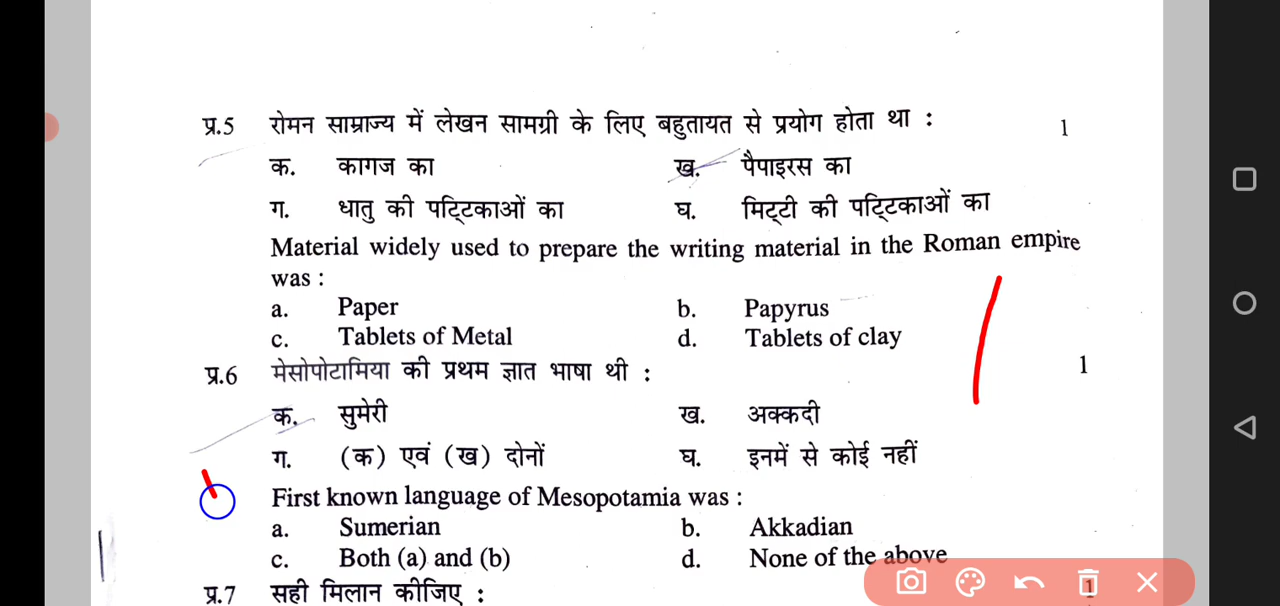 प्र.5 रोमन साम्राज्य में लेखन सामग्री के लिए बहुतायत से प्रयोग होता था : 1
क. कागज का ख. पैपाइरस का
ग. धातु की पट्टिकाओं का घ. मिट्टी की पट्टिकाओं का
Material widely used to prepare the writing material in the Roman empire
was :
a. Paper b. Papyrus
c. Tablets of Metal d. Tablets of clay
प्र.6 मेसोपोटामिया की प्रथम ज्ञात भाषा थी : 1
क. सुमेरी ख. अक्कदी
ग. (क) एवं (ख) दोनों घ. इनमें से कोई नहीं
First known language of Mesopotamia was :
a. Sumerian b. Akkadian
c. Both (a) and (b) d. None of the above
प्र.7 सही मिलान कीजिए : 1